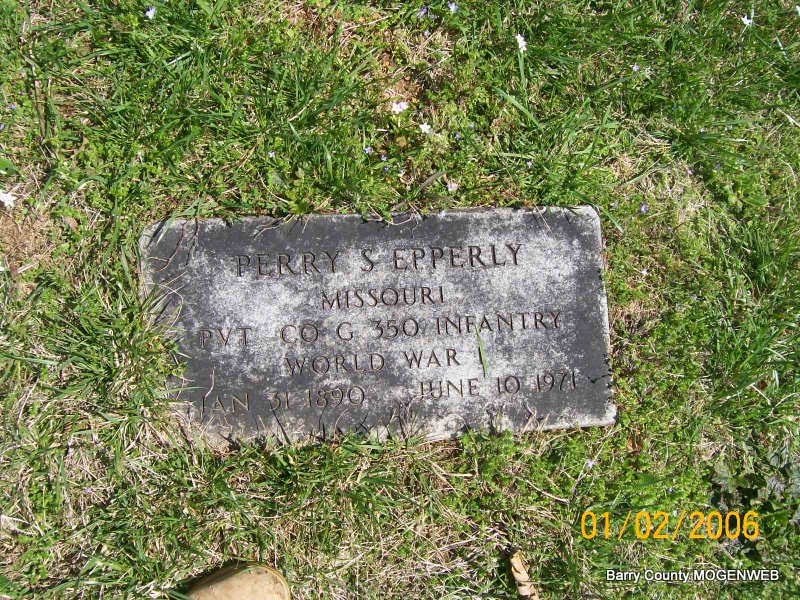 PERRY S EPPERLY
MISSOURI
PVT CO G 350 INFANTRY
WORLD WAR I
JAN 31 1890 JUNE 10 1971
01/02/2006
Barry County MOGENWEB